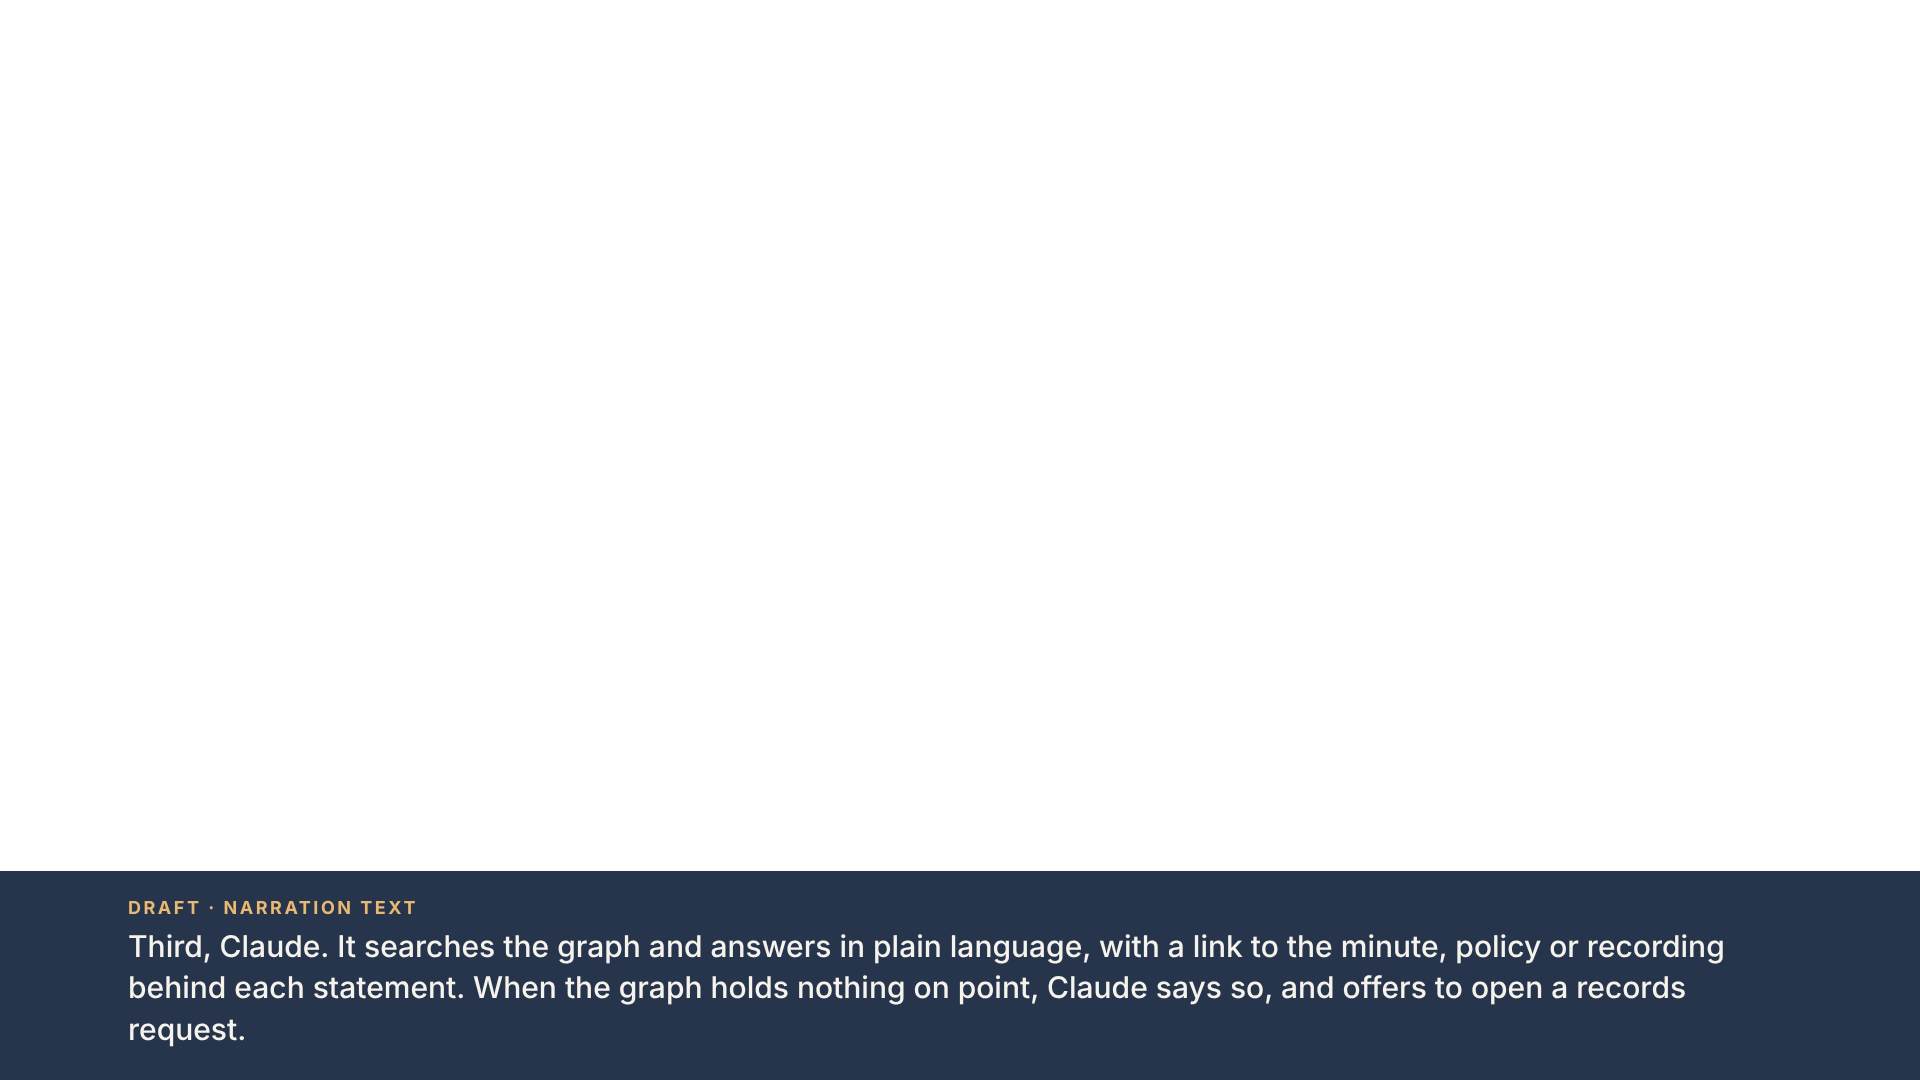 DRAFT · NARRATION TEXT
Third, Claude. It searches the graph and answers in plain language, with a link to the minute, policy or recording
behind each statement. When the graph holds nothing on point, Claude says so, and offers to open a records
request.